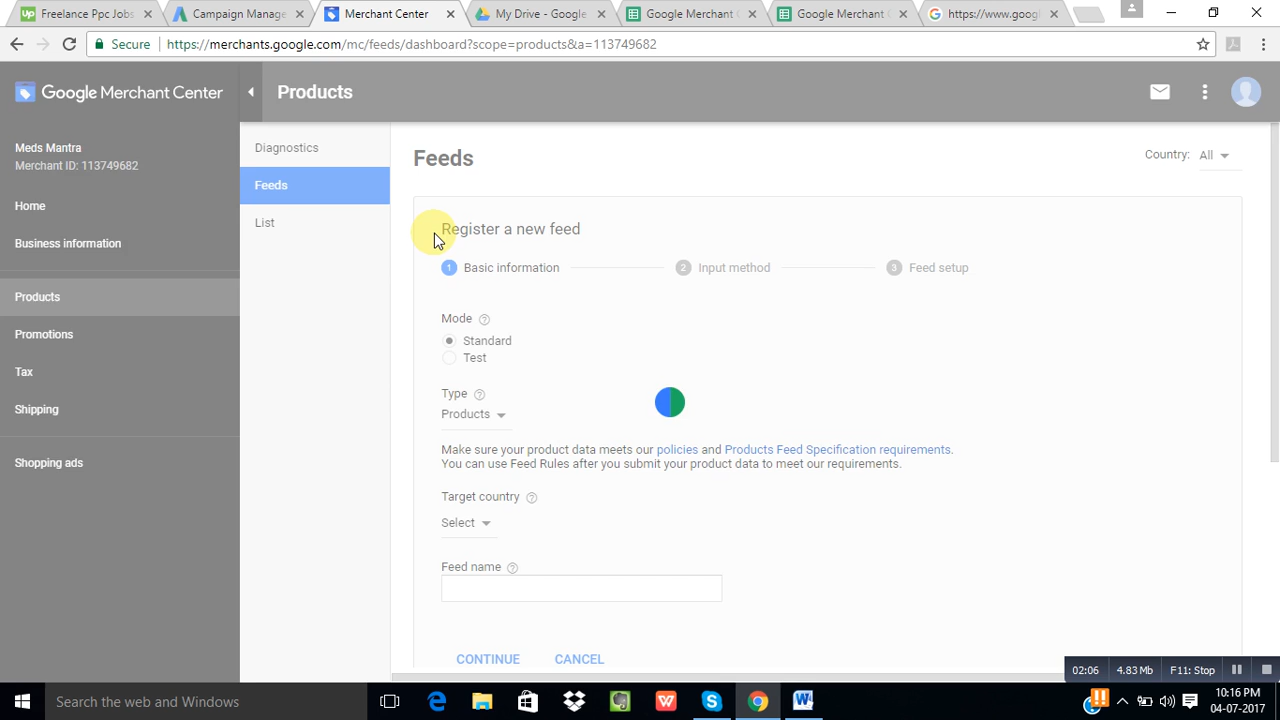 Freelance Ppc Jobs
Campaign Manage
Merchant Center
My Drive - Google
Google Merchant C
Google Merchant C
https://www.goog
Secure
https://merchants.google.com/mc/feeds/dashboard?scope=products&a=113749682
Google Merchant Center
Products
Meds Mantra
Merchant ID: 113749682
Home
Business information
Products
Promotions
Tax
Shipping
Shopping ads
Diagnostics
Feeds
List
Feeds
Country: All
Register a new feed
1 Basic information
2 Input method
3 Feed setup
Mode
Standard
Test
Type
Products
Make sure your product data meets our policies and Products Feed Specification requirements.
You can use Feed Rules after you submit your product data to meet our requirements.
Target country
Select
Feed name
CONTINUE
CANCEL
02:06
4.83 Mb
F11: Stop
Search the web and Windows
10:16 PM
04-07-2017